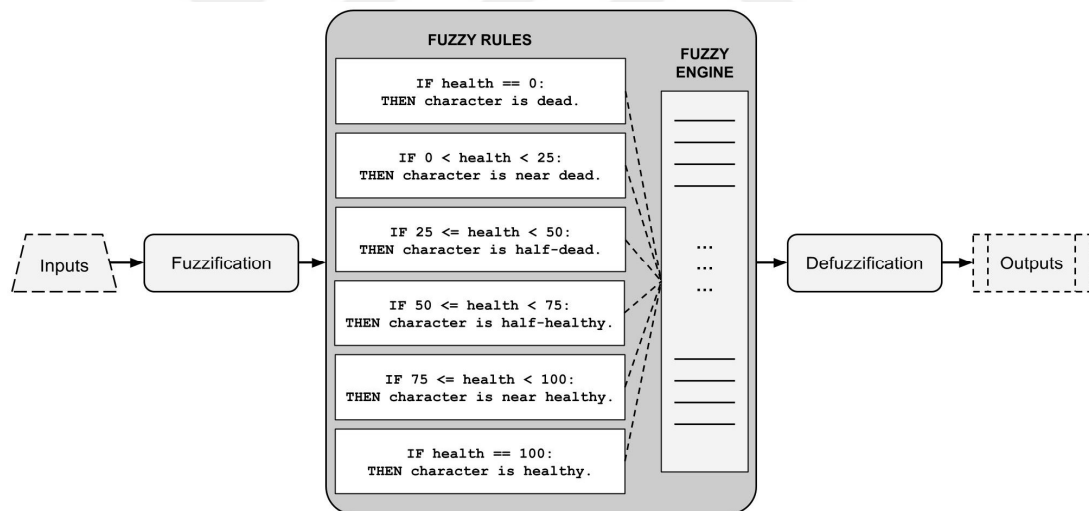 FUZZY RULES
FUZZY
ENGINE
IF health == 0:
THEN character is dead.
IF 0 < health < 25:
THEN character is near dead.
IF 25 <= health < 50:
THEN character is half-dead.
Inputs
Fuzzification
...
...
...
Defuzzification
Outputs
IF 50 <= health < 75:
THEN character is half-healthy.
IF 75 <= health < 100:
THEN character is near healthy.
IF health == 100:
THEN character is healthy.